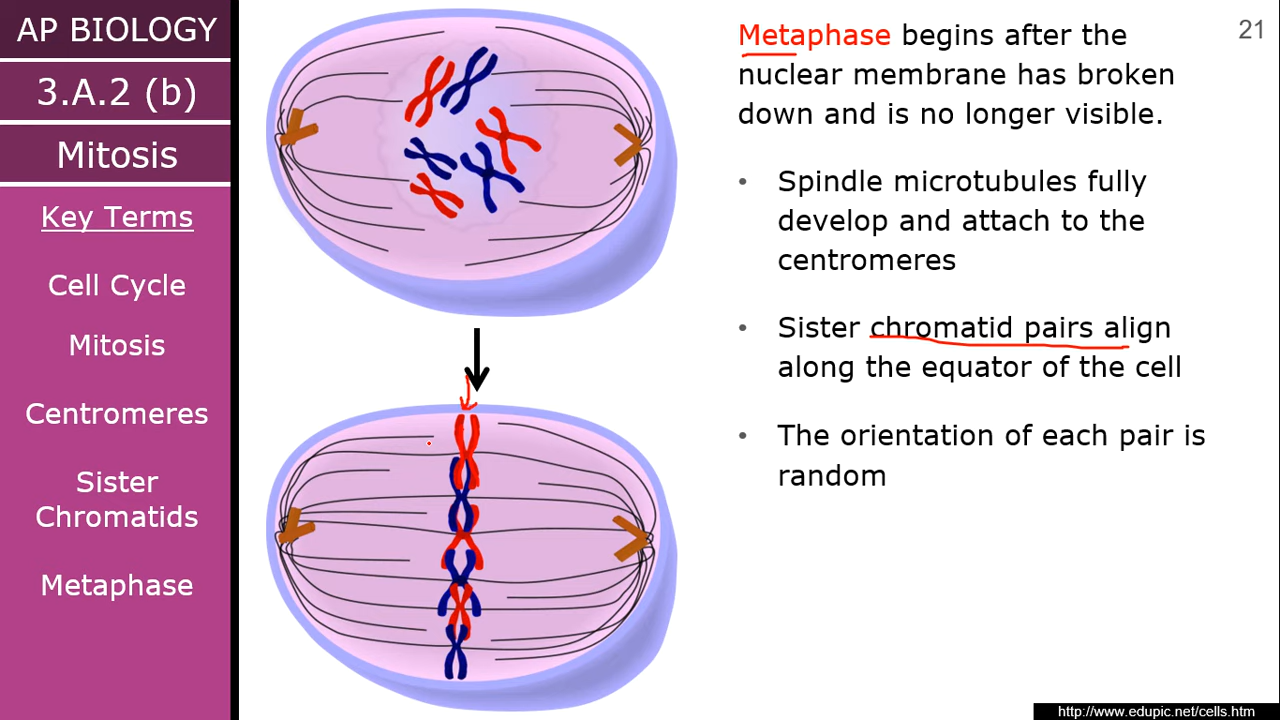 AP BIOLOGY
3.A.2 (b)
Mitosis
Key Terms
Cell Cycle
Mitosis
Centromeres
Sister
Chromatids
Metaphase
21
Metaphase begins after the
nuclear membrane has broken
down and is no longer visible.
• Spindle microtubules fully
develop and attach to the
centromeres
• Sister chromatid pairs align
along the equator of the cell
• The orientation of each pair is
random
http://www.edupic.net/cells.htm